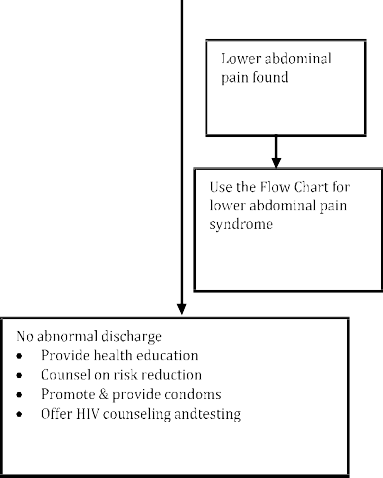 Lower abdominal
pain found
Use the Flow Chart for
lower abdominal pain
syndrome
No abnormal discharge
• Provide health education
• Counsel on risk reduction
• Promote & provide condoms
• Offer HIV counseling andtesting